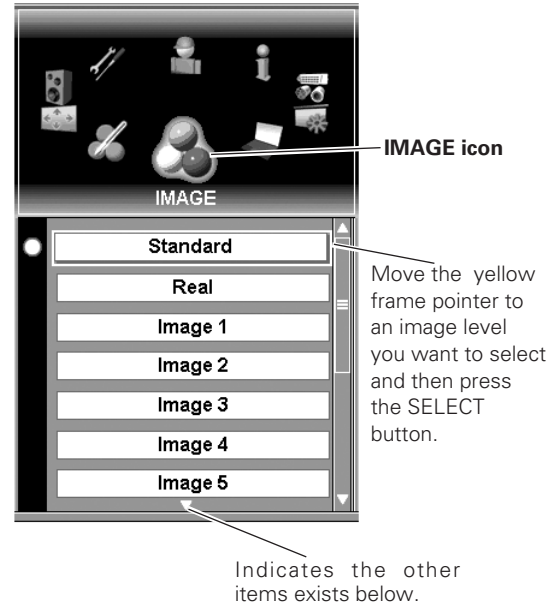 IMAGE icon
IMAGE
Standard
Real
Image 1
Image 2
Image 3
Image 4
Image 5
Move the yellow
frame pointer to
an image level
you want to select
and then press
the SELECT
button.
Indicates the other
items exists below.